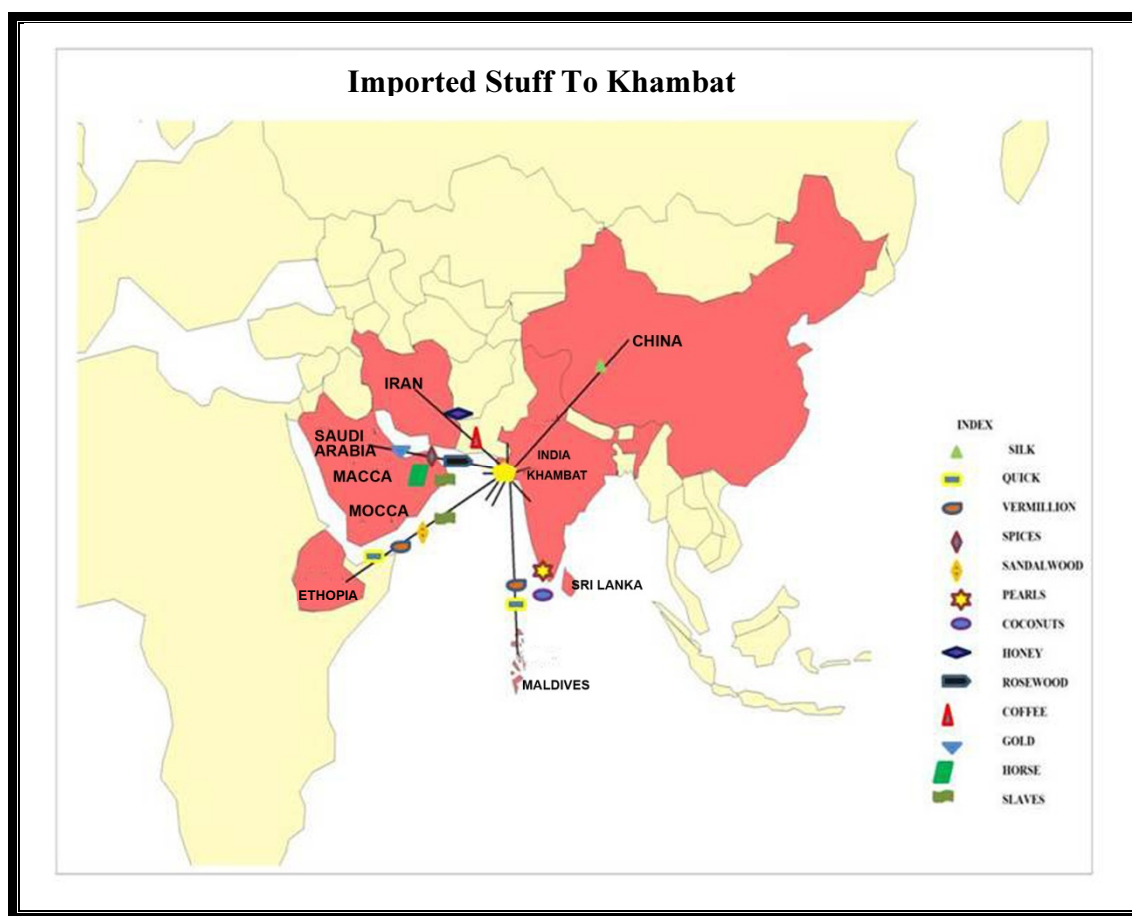 Imported Stuff To Khambat
CHINA
IRAN
SAUDI
ARABIA
INDIA
MACCA
KHAMBAT
MOCCA
ETHOPIA
SRI LANKA
MALDIVES
INDEX
SILK
QUICK
VERMILLION
SPICES
SANDALWOOD
PEARLS
COCONUTS
HONEY
ROSEWOOD
COFFEE
GOLD
HORSE
SLAVES